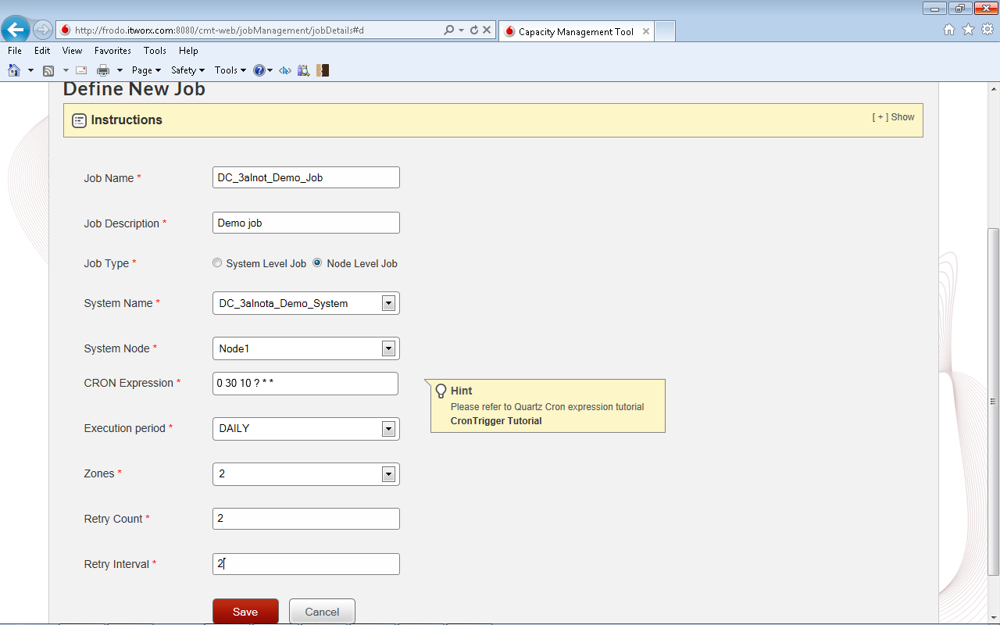 http://frodo.itworx.com:8080/cmt-web/jobManagement/jobDetails#d
Capacity Management Tool
File Edit View Favorites Tools Help
Page Safety Tools
Define New Job
Instructions
[ + ] Show
Job Name * DC_3alnot_Demo_Job
Job Description * Demo job
Job Type * System Level Job Node Level Job
System Name * DC_3alnota_Demo_System
System Node * Node1
CRON Expression * 0 30 10 ? * *
Hint
Please refer to Quartz Cron expression tutorial
CronTrigger Tutorial
Execution period * DAILY
Zones * 2
Retry Count * 2
Retry Interval * 2
Save Cancel